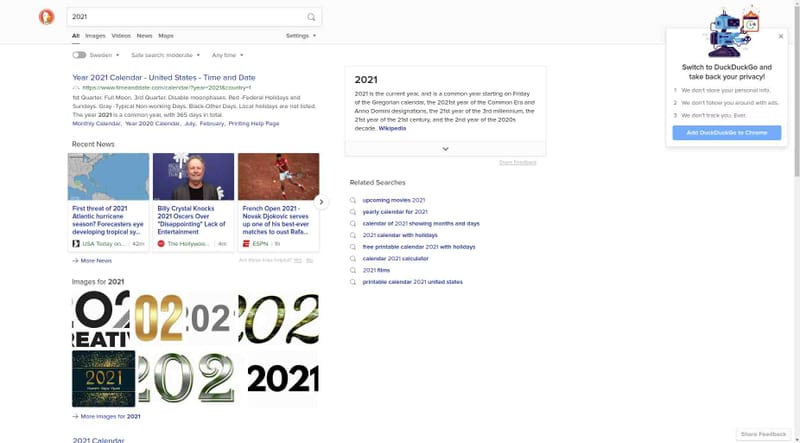 2021
All Images Videos News Maps Settings
Sweden Safe search: moderate Any time
Year 2021 Calendar - United States - Time and Date
https://www.timeanddate.com/calendar/?year=2021&country=1
1st Quarter. Full Moon. 3rd Quarter. Disable moonphases. Red-Federal Holidays and
Sundays. Gray-Typical Non-working Days. Black-Other Days. Local holidays are not listed.
The year 2021 is a common year, with 365 days in total.
Monthly Calendar, Year 2020 Calendar, July, February, Printing Help Page
Recent News
First threat of 2021
Atlantic hurricane
season? Forecasters eye
developing tropical sy...
USA Today on... | 42m
Billy Crystal Knocks
2021 Oscars Over
"Disappointing" Lack of
Entertainment
The Hollywoo... | 4m
French Open 2021 -
Novak Djokovic serves
up one of his best-ever
matches to oust Rafa...
ESPN | 1h
More News
Are these links helpful? Yes No
Images for 2021
202
REATIV
02
202
202
2021
202
2021
More Images for 2021
2021 Calendar
2021
2021 is the current year, and is a common year starting on Friday
of the Gregorian calendar, the 2021st year of the Common Era and
Anno Domini designations, the 21st year of the 3rd millennium, the
21st year of the 21st century, and the 2nd year of the 2020s
decade. Wikipedia
Share Feedback
Related Searches
upcoming movies 2021
yearly calendar for 2021
calendar of 2021 showing months and days
2021 calendar with holidays
free printable calendar 2021 with holidays
calendar 2021 calculator
2021 films
printable calendar 2021 united states
Switch to DuckDuckGo and
take back your privacy!
1 We don't store your personal info.
2 We don't follow you around with ads.
3 We don't track you. Ever.
Add DuckDuckGo to Chrome
Share Feedback